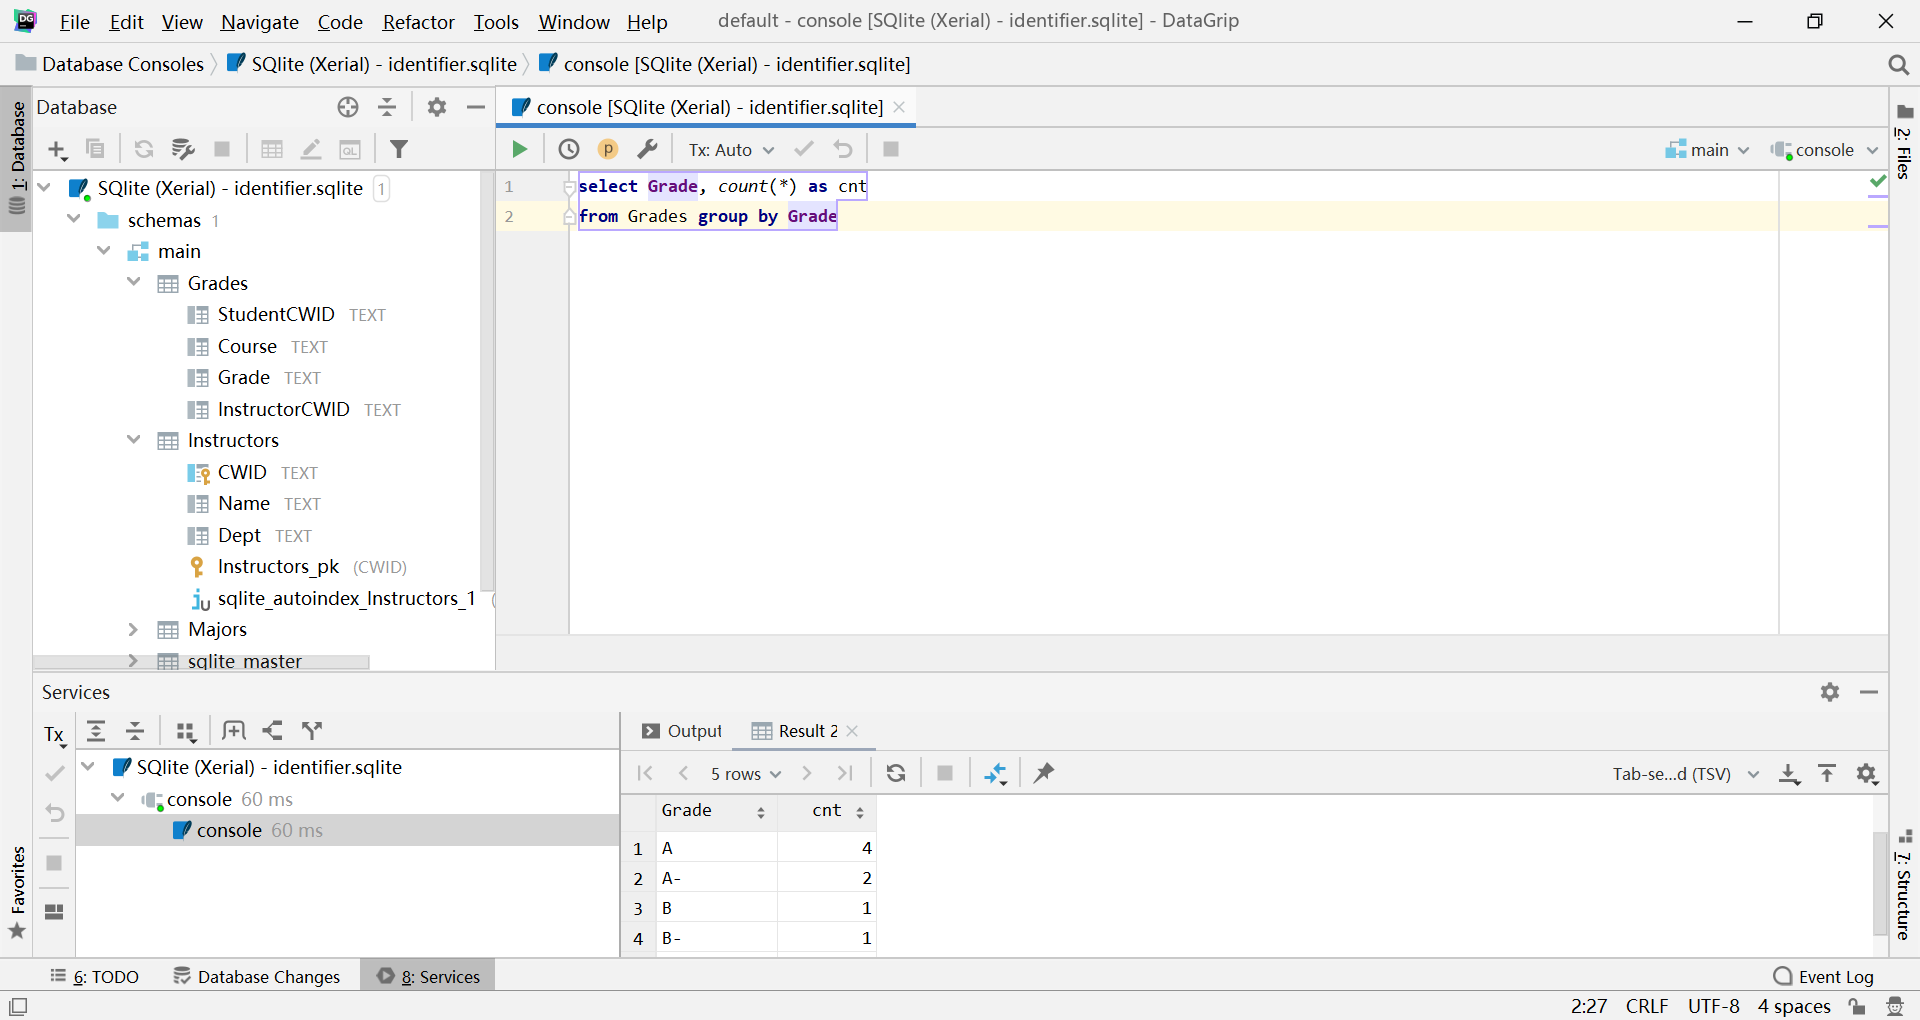 DG File Edit View Navigate Code Refactor Tools Window Help default - console [SQlite (Xerial) - identifier.sqlite] - DataGrip
Database Consoles SQlite (Xerial) - identifier.sqlite console [SQlite (Xerial) - identifier.sqlite]
1: Database
Database
console [SQlite (Xerial) - identifier.sqlite]
QL
p Tx: Auto main console
2: Files
SQlite (Xerial) - identifier.sqlite 1
schemas 1
main
Grades
StudentCWID TEXT
Course TEXT
Grade TEXT
InstructorCWID TEXT
Instructors
CWID TEXT
Name TEXT
Dept TEXT
Instructors_pk (CWID)
sqlite_autoindex_Instructors_1 (
Majors
sqlite_master
1 select Grade, count(*) as cnt
2 from Grades group by Grade
Services
Tx
SQlite (Xerial) - identifier.sqlite
console 60 ms
console 60 ms
Output Result 2
5 rows Tab-se...d (TSV)
Grade cnt
1 A 4
2 A- 2
3 B 1
4 B- 1
Favorites
7: Structure
6: TODO Database Changes 8: Services Event Log
2:27 CRLF UTF-8 4 spaces